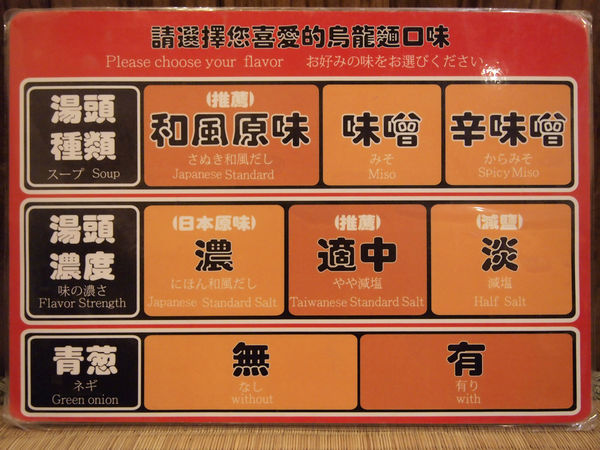 請選擇您喜愛的烏龍麵口味
Please choose your flavor お好みの味をお選びください
湯頭
種類
スープ Soup
(推薦)
和風原味
さぬき和風だし
Japanese Standard
味噌
みそ
Miso
辛味噌
からみそ
Spicy Miso
湯頭
濃度
味の濃さ
Flavor Strength
(日本原味)
濃
にほん和風だし
Japanese Standard Salt
(推薦)
適中
やや減塩
Taiwanese Standard Salt
(減鹽)
淡
減塩
Half Salt
青葱
ネギ
Green onion
無
なし
without
有
有り
with